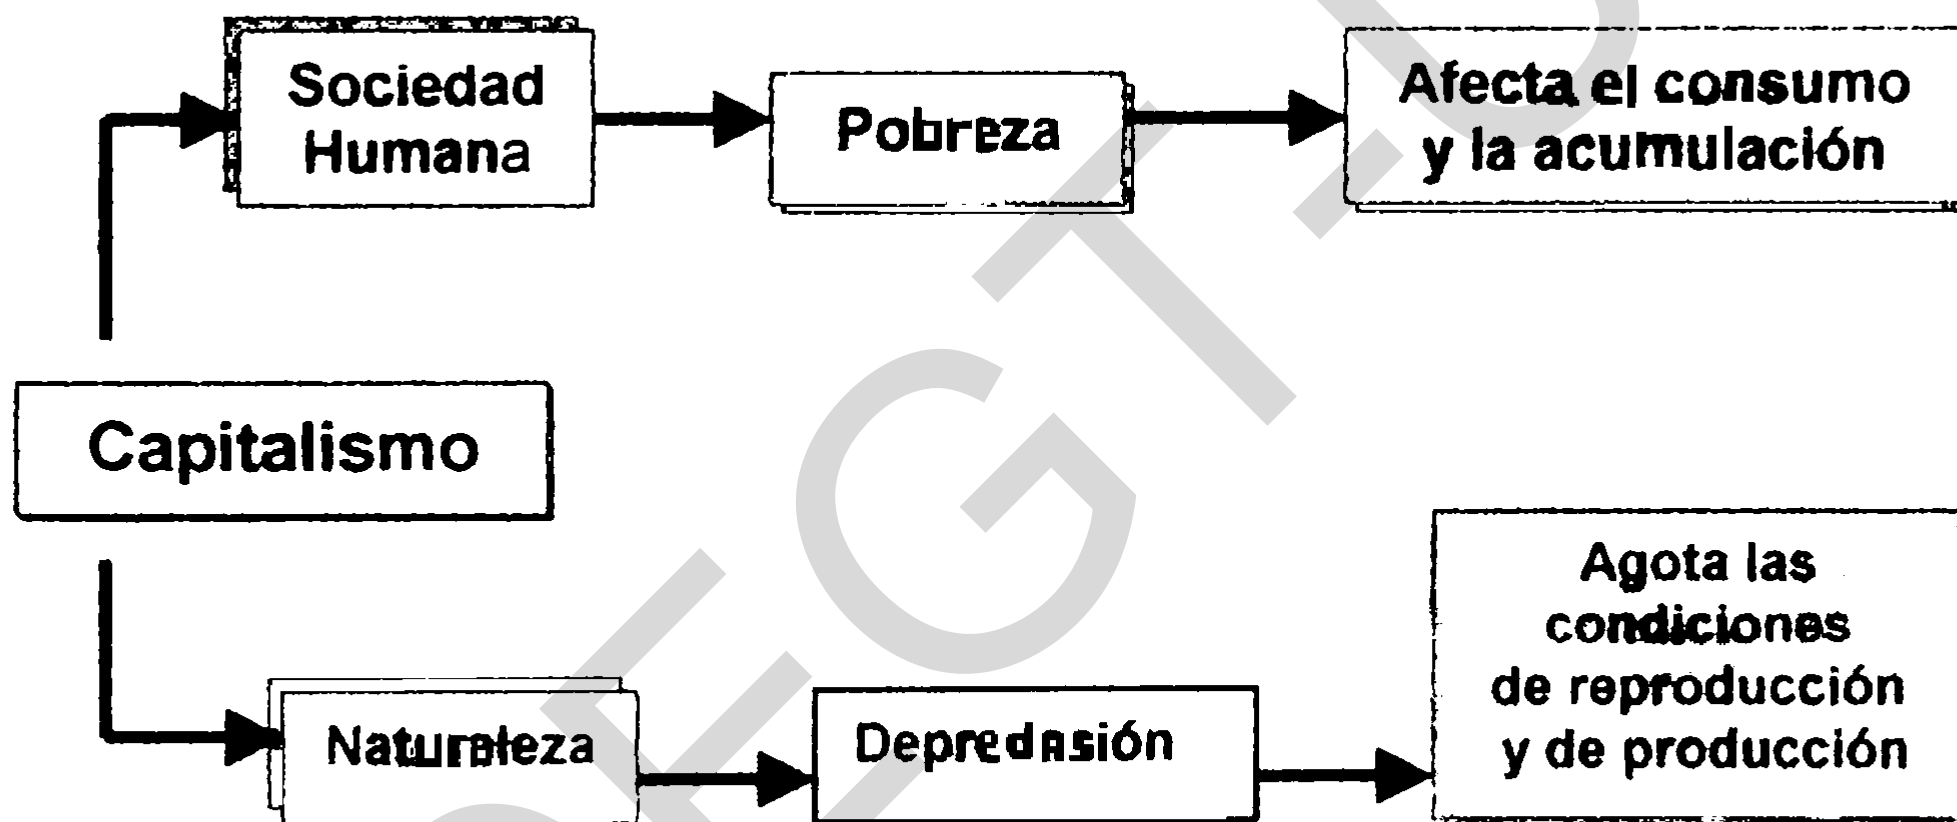 Sociedad
Humana
Pobreza
Afecta el consumo
y la acumulación
Capitalismo
Naturaleza
Depredasión
Agota las
condiciones
de reproducción
y de producción